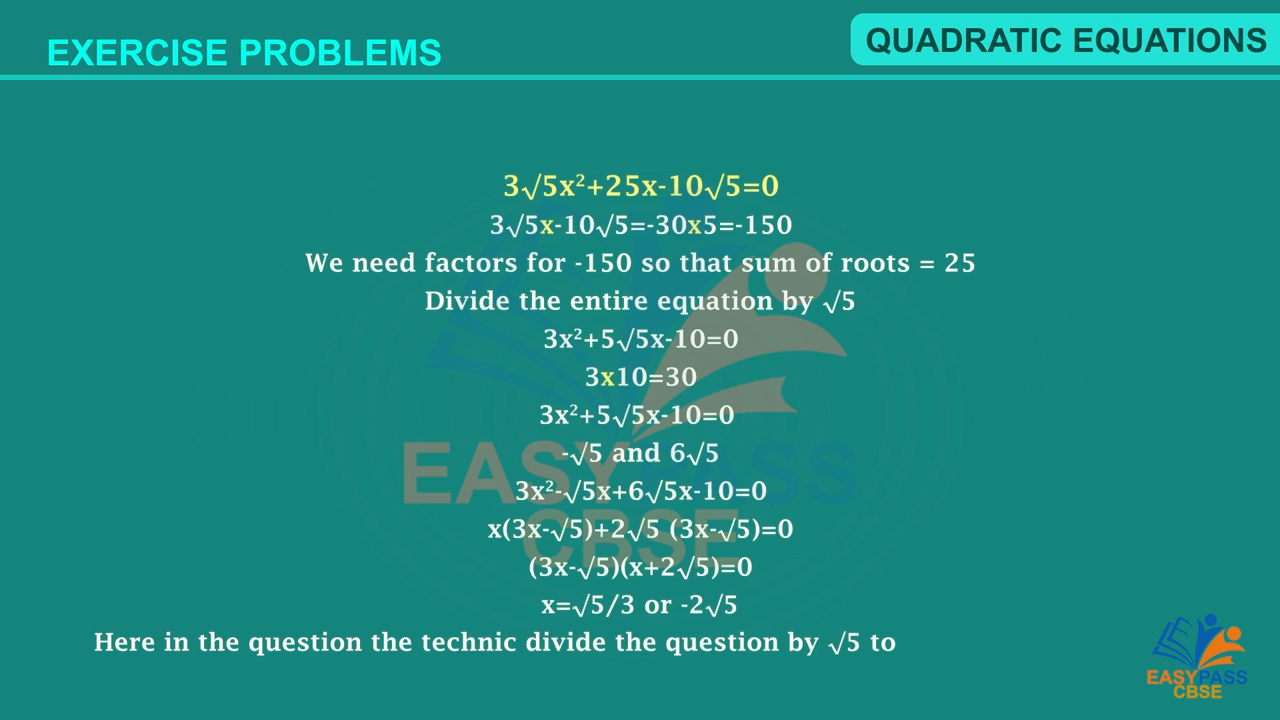 EXERCISE PROBLEMS
QUADRATIC EQUATIONS
3√5x²+25x-10√5=0
3√5x-10√5=-30x5=-150
We need factors for -150 so that sum of roots = 25
Divide the entire equation by √5
3x²+5√5x-10=0
3x10=30
3x²+5√5x-10=0
-√5 and 6√5
3x²-√5x+6√5x-10=0
x(3x-√5)+2√5 (3x-√5)=0
(3x-√5)(x+2√5)=0
x=√5/3 or -2√5
Here in the question the technic divide the question by √5 to
EASYPASS
CBSE
EASYPASS
CBSE